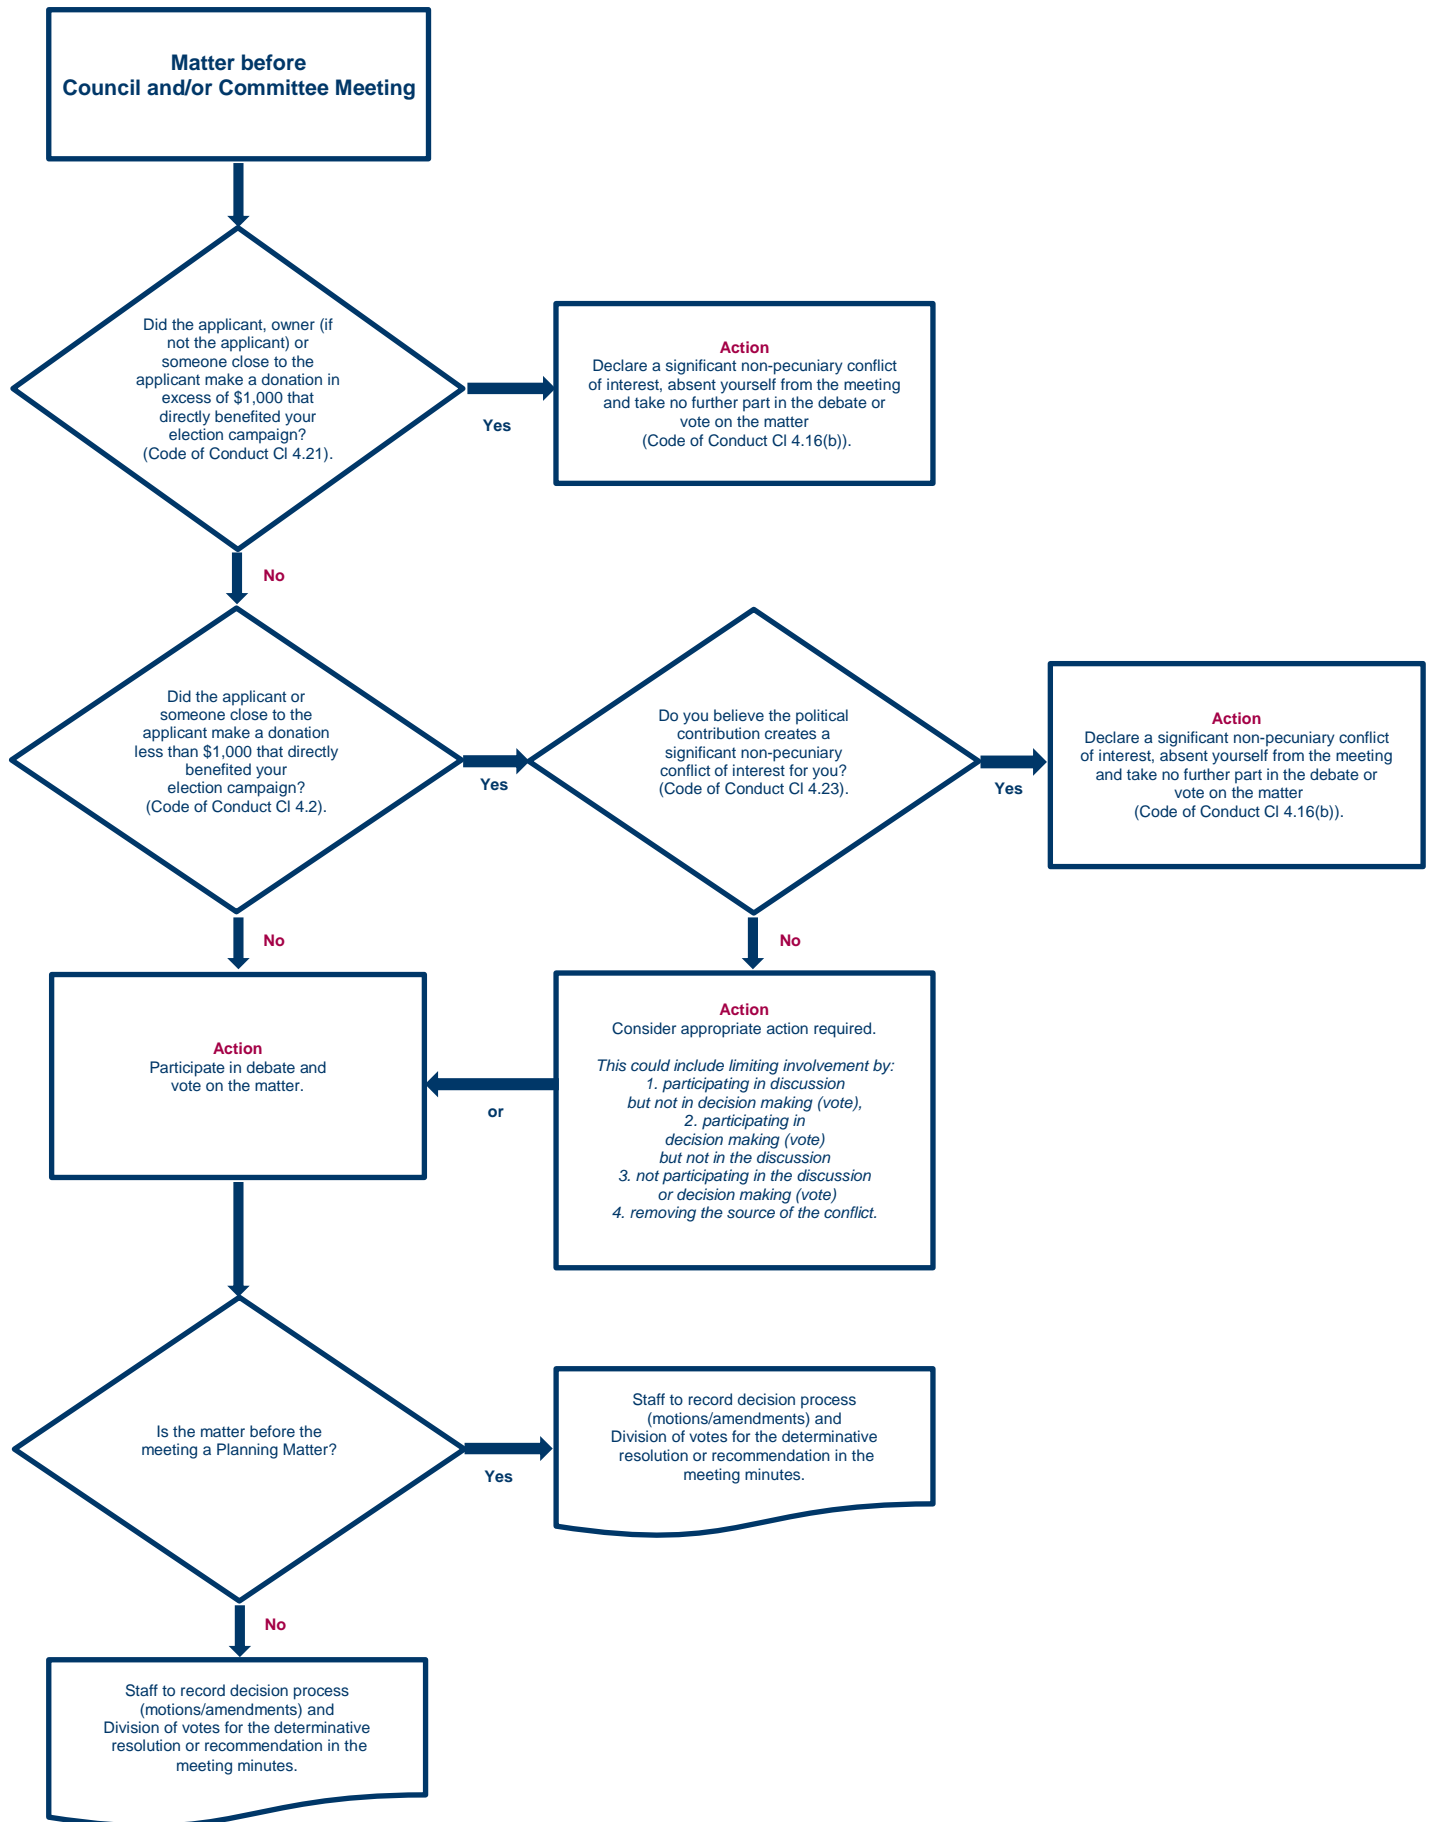 Matter before
Council and/or Committee Meeting
Did the applicant, owner (if
not the applicant) or
someone close to the
applicant make a donation in
excess of $1,000 that
directly benefited your
election campaign?
(Code of Conduct Cl 4.21).
Yes
Action
Declare a significant non-pecuniary conflict
of interest, absent yourself from the meeting
and take no further part in the debate or
vote on the matter
(Code of Conduct Cl 4.16(b)).
No
Did the applicant or
someone close to the
applicant make a donation
less than $1,000 that directly
benefited your
election campaign?
(Code of Conduct Cl 4.2).
Yes
Do you believe the political
contribution creates a
significant non-pecuniary
conflict of interest for you?
(Code of Conduct Cl 4.23).
Yes
Action
Declare a significant non-pecuniary conflict
of interest, absent yourself from the meeting
and take no further part in the debate or
vote on the matter
(Code of Conduct Cl 4.16(b)).
No
No
Action
Participate in debate and
vote on the matter.
or
Action
Consider appropriate action required.
This could include limiting involvement by:
1. participating in discussion
but not in decision making (vote),
2. participating in
decision making (vote)
but not in the discussion
3. not participating in the discussion
or decision making (vote)
4. removing the source of the conflict.
Is the matter before the
meeting a Planning Matter?
Yes
Staff to record decision process
(motions/amendments) and
Division of votes for the determinative
resolution or recommendation in the
meeting minutes.
No
Staff to record decision process
(motions/amendments) and
Division of votes for the determinative
resolution or recommendation in the
meeting minutes.